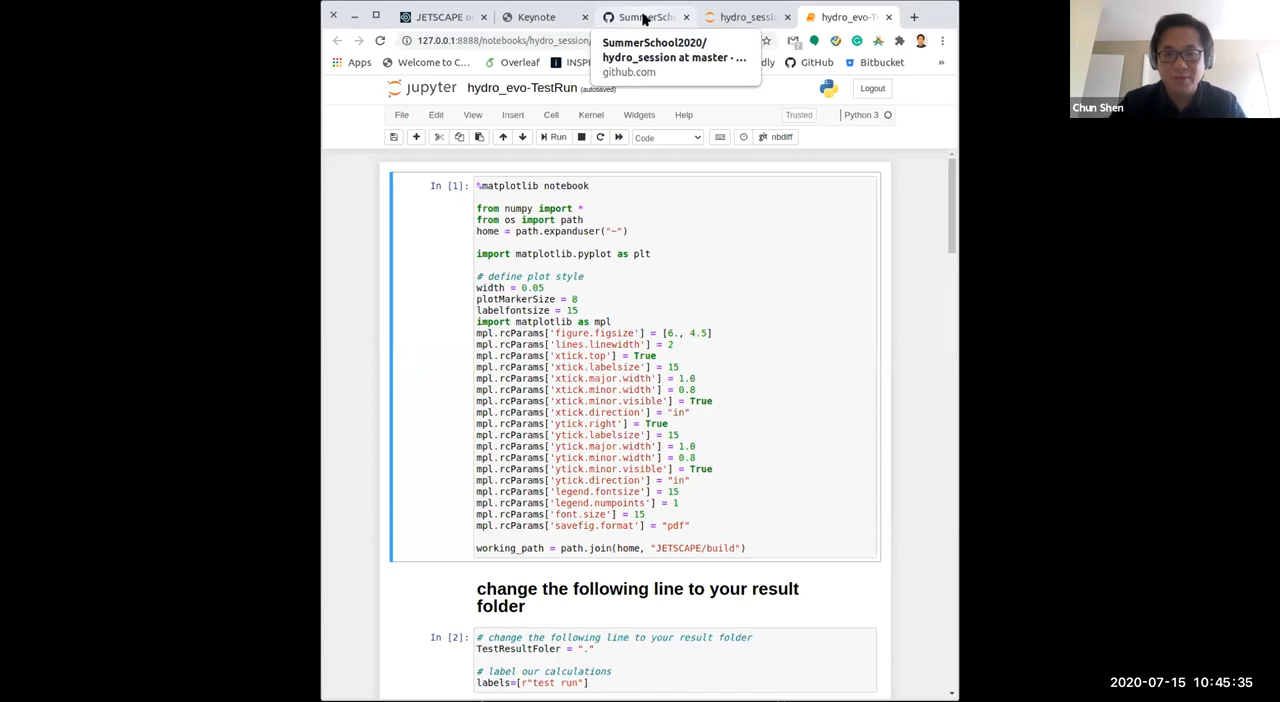 JETSCAPE o
Keynote
SummerScho
hydro_sessi
hydro_evo-T
127.0.0.1:8888/notebooks/hydro_session/
SummerSchool2020/
hydro_session at master · ...
github.com
Apps
Welcome to C...
Overleaf
INSPI
dly
GitHub
Bitbucket
»
jupyter
hydro_evo-TestRun (autosaved)
Logout
File Edit View Insert Cell Kernel Widgets Help
Trusted
Python 3
Run
Code
nbdiff
In [1]:
%matplotlib notebook
from numpy import *
from os import path
home = path.expanduser("~")
import matplotlib.pyplot as plt
# define plot style
width = 0.05
plotMarkerSize = 8
labelfontsize = 15
import matplotlib as mpl
mpl.rcParams['figure.figsize'] = [6., 4.5]
mpl.rcParams['lines.linewidth'] = 2
mpl.rcParams['xtick.top'] = True
mpl.rcParams['xtick.labelsize'] = 15
mpl.rcParams['xtick.major.width'] = 1.0
mpl.rcParams['xtick.minor.width'] = 0.8
mpl.rcParams['xtick.minor.visible'] = True
mpl.rcParams['xtick.direction'] = "in"
mpl.rcParams['ytick.right'] = True
mpl.rcParams['ytick.labelsize'] = 15
mpl.rcParams['ytick.major.width'] = 1.0
mpl.rcParams['ytick.minor.width'] = 0.8
mpl.rcParams['ytick.minor.visible'] = True
mpl.rcParams['ytick.direction'] = "in"
mpl.rcParams['legend.fontsize'] = 15
mpl.rcParams['legend.numpoints'] = 1
mpl.rcParams['font.size'] = 15
mpl.rcParams['savefig.format'] = "pdf"
working_path = path.join(home, "JETSCAPE/build")
change the following line to your result
folder
In [2]:
# change the following line to your result folder
TestResultFoler = "."
# label our calculations
labels=[r"test run"]
Chun Shen
2020-07-15 10:45:35